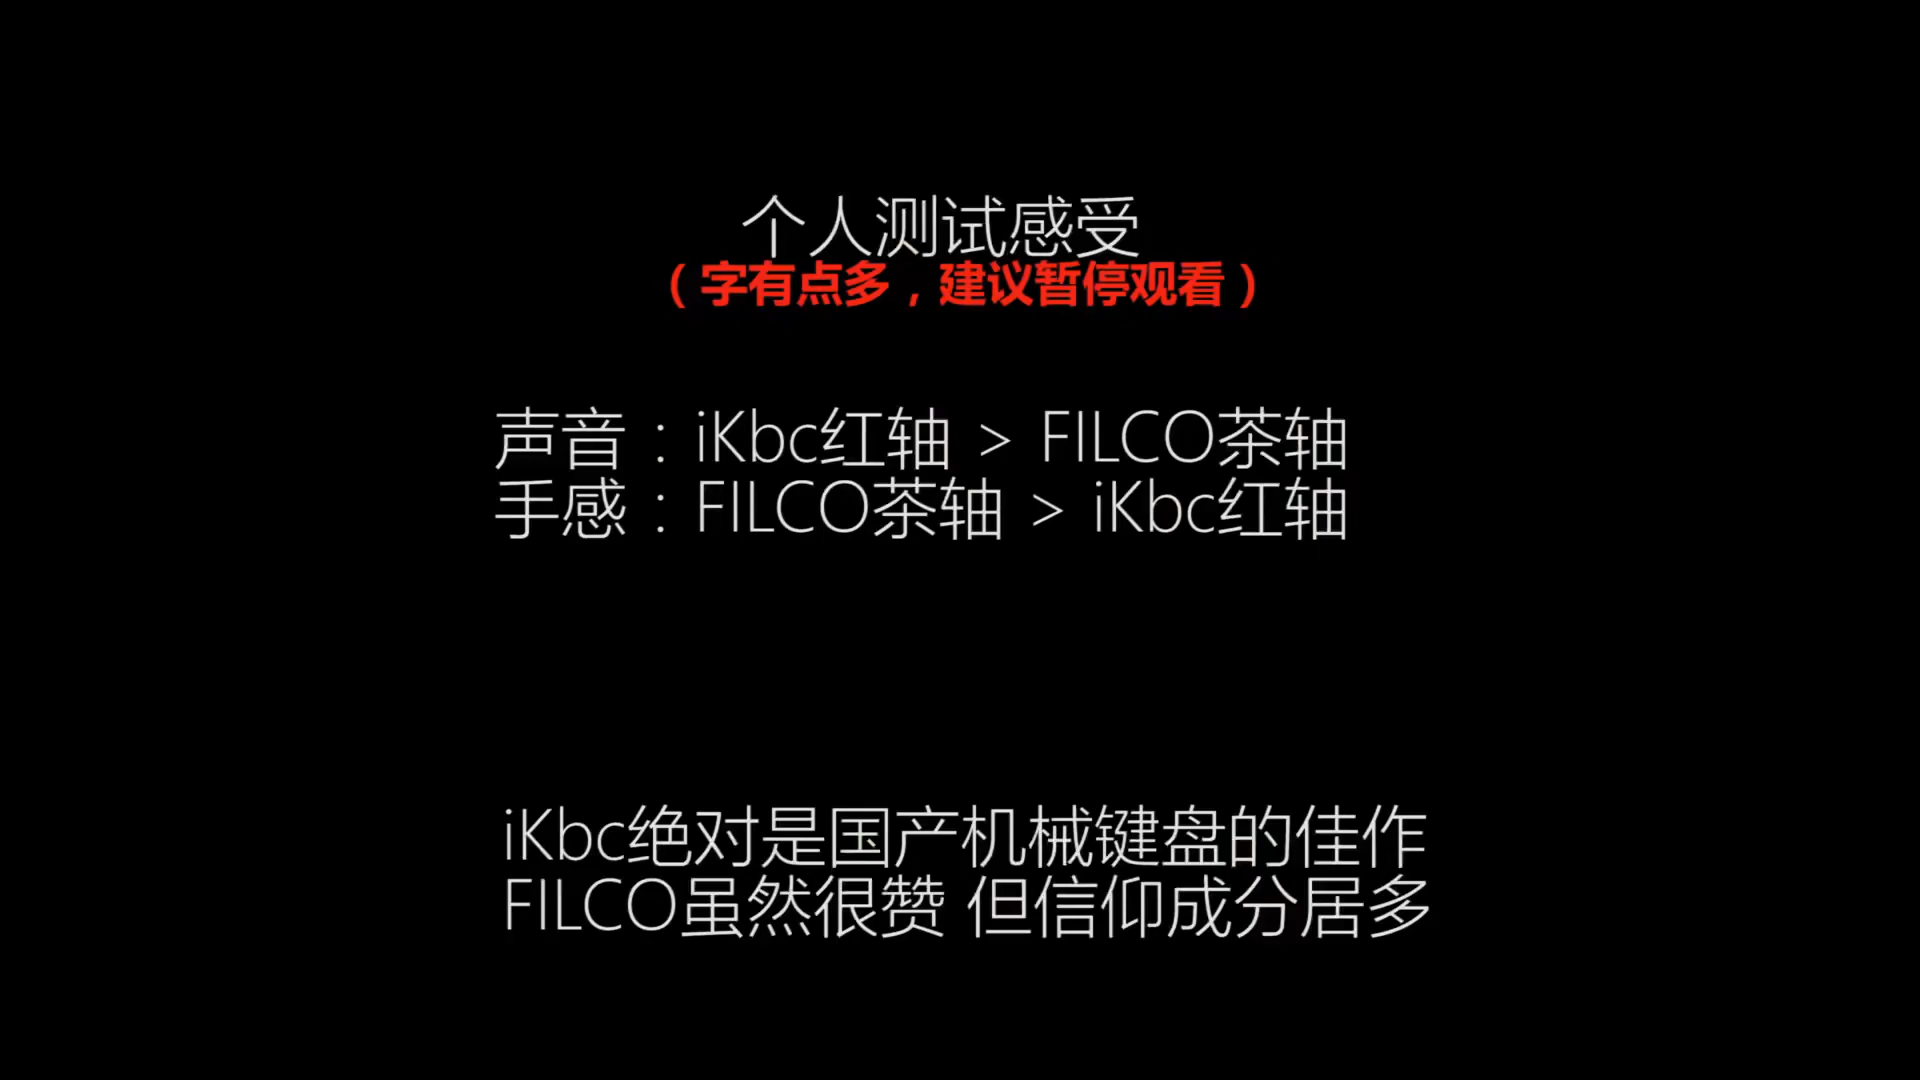 个人测试感受
（字有点多，建议暂停观看）
声音：iKbc红轴 > FILCO茶轴
手感：FILCO茶轴 > iKbc红轴
iKbc绝对是国产机械键盘的佳作
FILCO虽然很赞 但信仰成分居多